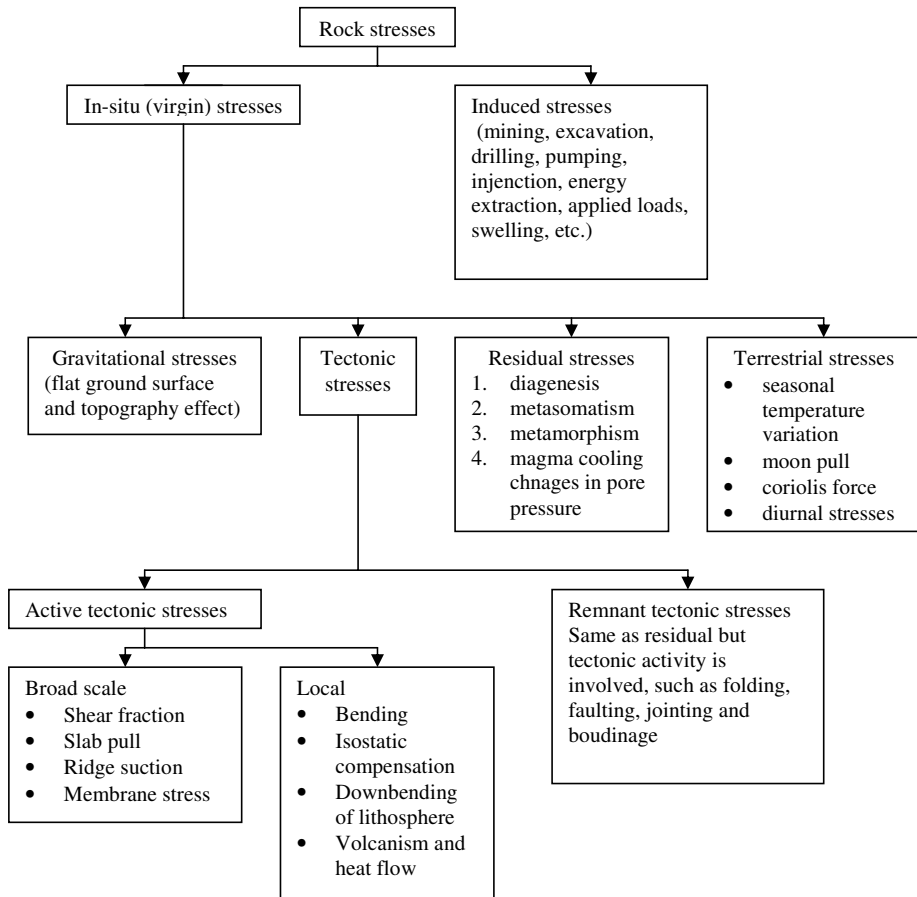 Rock stresses
In-situ (virgin) stresses
Induced stresses
(mining, excavation,
drilling, pumping,
injenction, energy
extraction, applied loads,
swelling, etc.)
Gravitational stresses
(flat ground surface
and topography effect)
Tectonic
stresses
Residual stresses
1. diagenesis
2. metasomatism
3. metamorphism
4. magma cooling
chnages in pore
pressure
Terrestrial stresses
• seasonal
temperature
variation
• moon pull
• coriolis force
• diurnal stresses
Active tectonic stresses
Remnant tectonic stresses
Same as residual but
tectonic activity is
involved, such as folding,
faulting, jointing and
boudinage
Broad scale
• Shear fraction
• Slab pull
• Ridge suction
• Membrane stress
Local
• Bending
• Isostatic
compensation
• Downbending
of lithosphere
• Volcanism and
heat flow